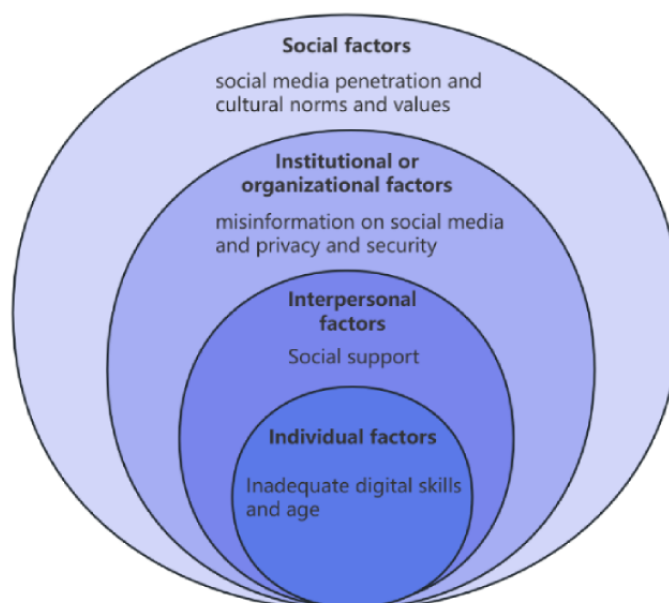 Social factors
social media penetration and
cultural norms and values
Institutional or
organizational factors
misinformation on social media
and privacy and security
Interpersonal
factors
Social support
Individual factors
Inadequate digital skills
and age